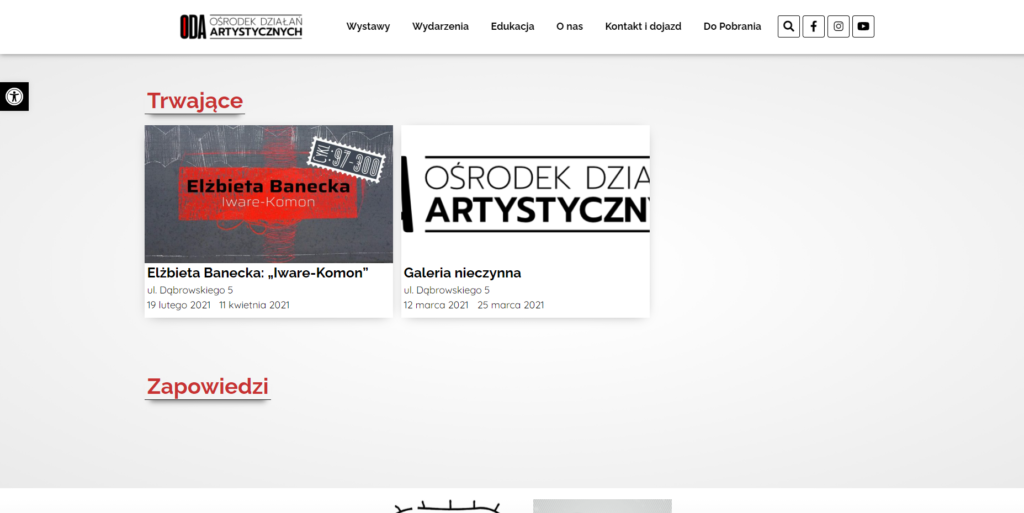 ODA OŚRODEK DZIAŁAŃ
ARTYSTYCZNYCH
Wystawy Wydarzenia Edukacja O nas Kontakt i dojazd Do Pobrania
Trwające
CYKL: 97-300
Elżbieta Banecka
Iware-Komon
Elżbieta Banecka: „Iware-Komon”
ul. Dąbrowskiego 5
19 lutego 2021 11 kwietnia 2021
OŚRODEK DZIA
ARTYSTYCZN
Galeria nieczynna
ul. Dąbrowskiego 5
12 marca 2021 25 marca 2021
Zapowiedzi